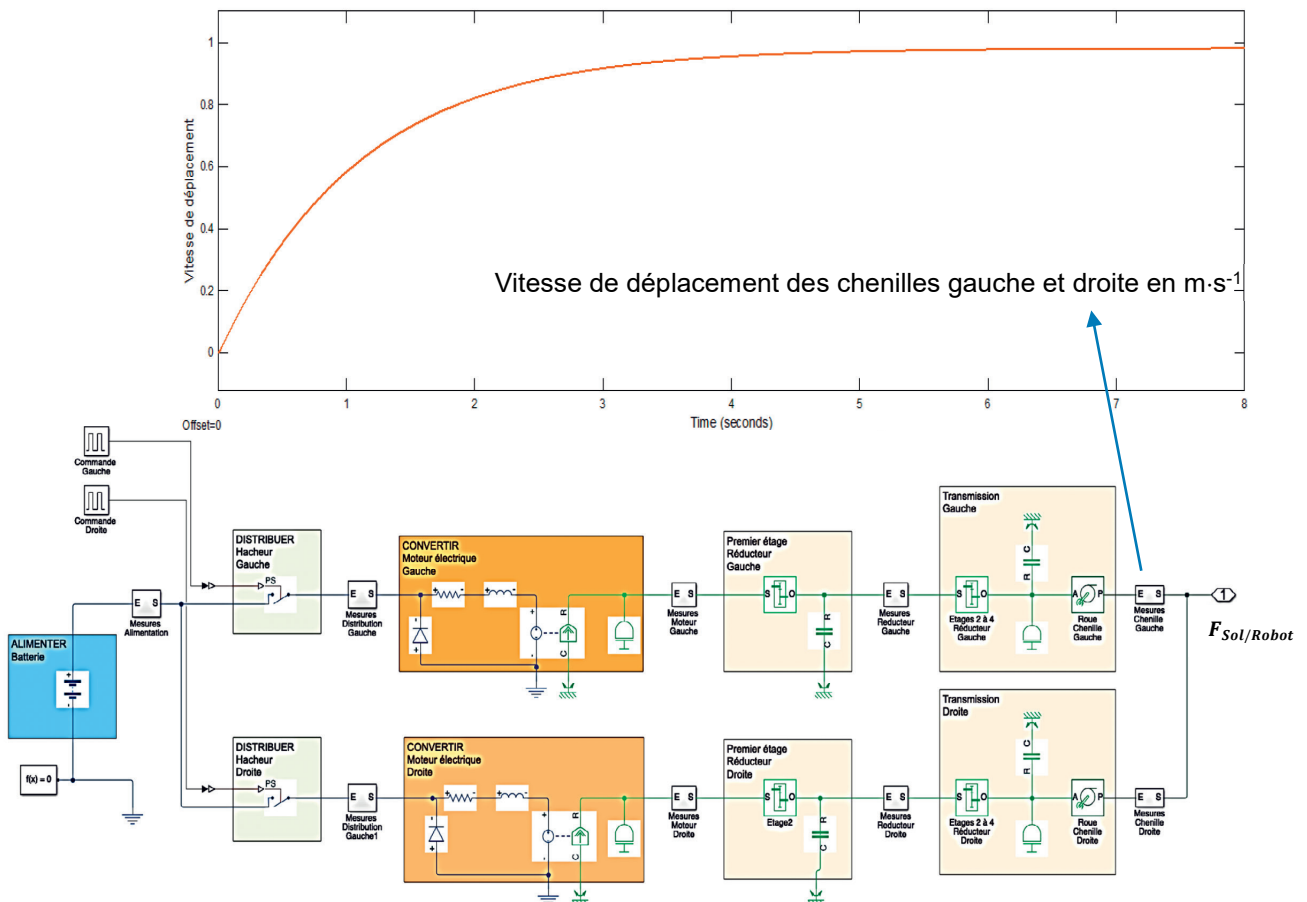 1
0.8
0.6
0.4
0.2
0
Vitesse de déplacement
Vitesse de déplacement des chenilles gauche et droite en m·s-1
0 1 2 3 4 5 6 7 8
Offset=0
Time (seconds)
Commande
Gauche
Commande
Droite
E S
Mesures
Alimentation
ALIMENTER
Batterie
+
-
f(x) = 0
DISTRIBUER
Hacheur
Gauche
PS
E S
Mesures
Distribution
Gauche
CONVERTIR
Moteur électrique
Gauche
-
+
+
-
R
C
E S
Mesures
Moteur Gauche
Premier étage
Réducteur
Gauche
S O
R
C
E S
Mesures
Réducteur Gauche
Transmission
Gauche
C
R
S O
Etages 2 à 4
Réducteur
Gauche
A P
Roue
Chenille
Gauche
E S
Mesures
Chenille
Gauche
1
F Sol/Robot
DISTRIBUER
Hacheur
Droite
PS
E S
Mesures
Distribution
Gauche1
CONVERTIR
Moteur électrique
Droite
-
+
+
-
R
C
E S
Mesures
Moteur Droite
Premier étage
Réducteur
Droite
S O
Etage2
R
C
E S
Mesures
Reducteur
Droite
Transmission
Droite
C
R
S O
Etages 2 à 4
Réducteur
Droite
A P
Roue
Chenille
Droite
E S
Mesures
Chenille
Droite